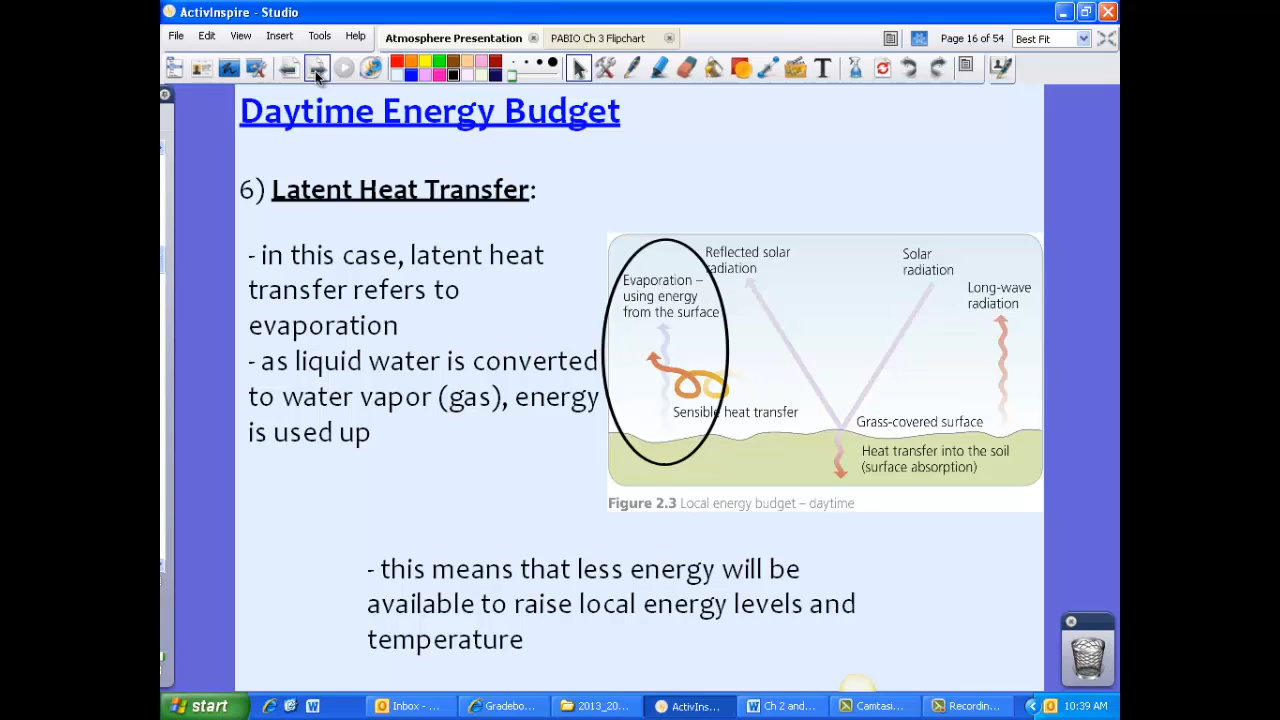 ActivInspire - Studio
File Edit View Insert Tools Help
Atmosphere Presentation
PABIO Ch 3 Flipchart
Page 16 of 54
Best Fit
Daytime Energy Budget
6) Latent Heat Transfer:
- in this case, latent heat
transfer refers to
evaporation
- as liquid water is converted
to water vapor (gas), energy
is used up
Reflected solar
radiation
Solar
radiation
Evaporation –
using energy
from the surface
Long-wave
radiation
Sensible heat transfer
Grass-covered surface
Heat transfer into the soil
(surface absorption)
Figure 2.3 Local energy budget – daytime
- this means that less energy will be
available to raise local energy levels and
temperature
start
Inbox - ...
Gradebo...
2013_20...
ActivIns...
Ch 2 and...
Camtasi...
Recordin...
10:39 AM